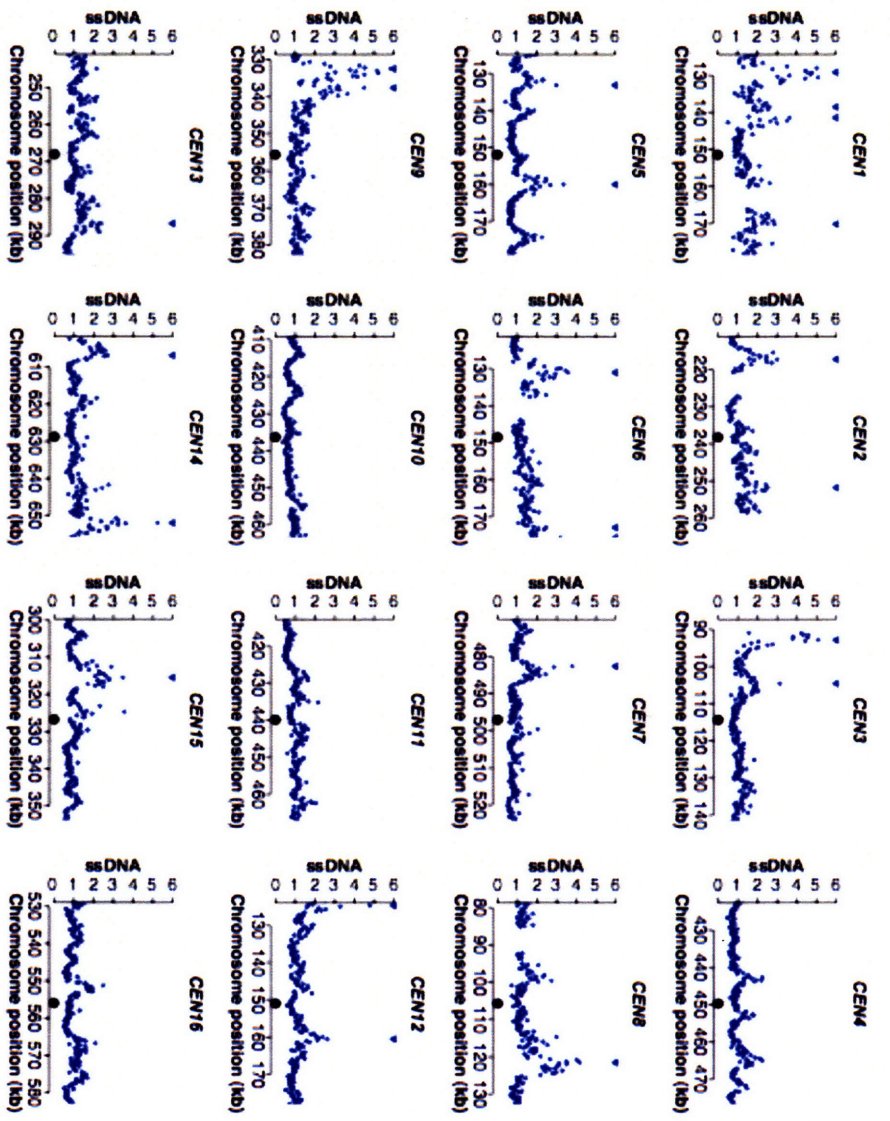 CEN1
ssDNA
0 1 2 3 4 5 6
130 140 150 160 170
Chromosome position (kb)
CEN2
ssDNA
0 1 2 3 4 5 6
220 230 240 250 260
Chromosome position (kb)
CEN3
ssDNA
0 1 2 3 4 5 6
90 100 110 120 130 140
Chromosome position (kb)
CEN4
ssDNA
0 1 2 3 4 5 6
430 440 450 460 470
Chromosome position (kb)
CEN5
ssDNA
0 1 2 3 4 5 6
130 140 150 160 170
Chromosome position (kb)
CEN6
ssDNA
0 1 2 3 4 5 6
130 140 150 160 170
Chromosome position (kb)
CEN7
ssDNA
0 1 2 3 4 5 6
480 490 500 510 520
Chromosome position (kb)
CEN8
ssDNA
0 1 2 3 4 5 6
80 90 100 110 120 130
Chromosome position (kb)
CEN9
ssDNA
0 1 2 3 4 5 6
330 340 350 360 370 380
Chromosome position (kb)
CEN10
ssDNA
0 1 2 3 4 5 6
410 420 430 440 450 460
Chromosome position (kb)
CEN11
ssDNA
0 1 2 3 4 5 6
420 430 440 450 460
Chromosome position (kb)
CEN12
ssDNA
0 1 2 3 4 5 6
130 140 150 160 170
Chromosome position (kb)
CEN13
ssDNA
0 1 2 3 4 5 6
250 260 270 280 290
Chromosome position (kb)
CEN14
ssDNA
0 1 2 3 4 5 6
610 620 630 640 650
Chromosome position (kb)
CEN15
ssDNA
0 1 2 3 4 5 6
300 310 320 330 340 350
Chromosome position (kb)
CEN16
ssDNA
0 1 2 3 4 5 6
530 540 550 560 570 580
Chromosome position (kb)